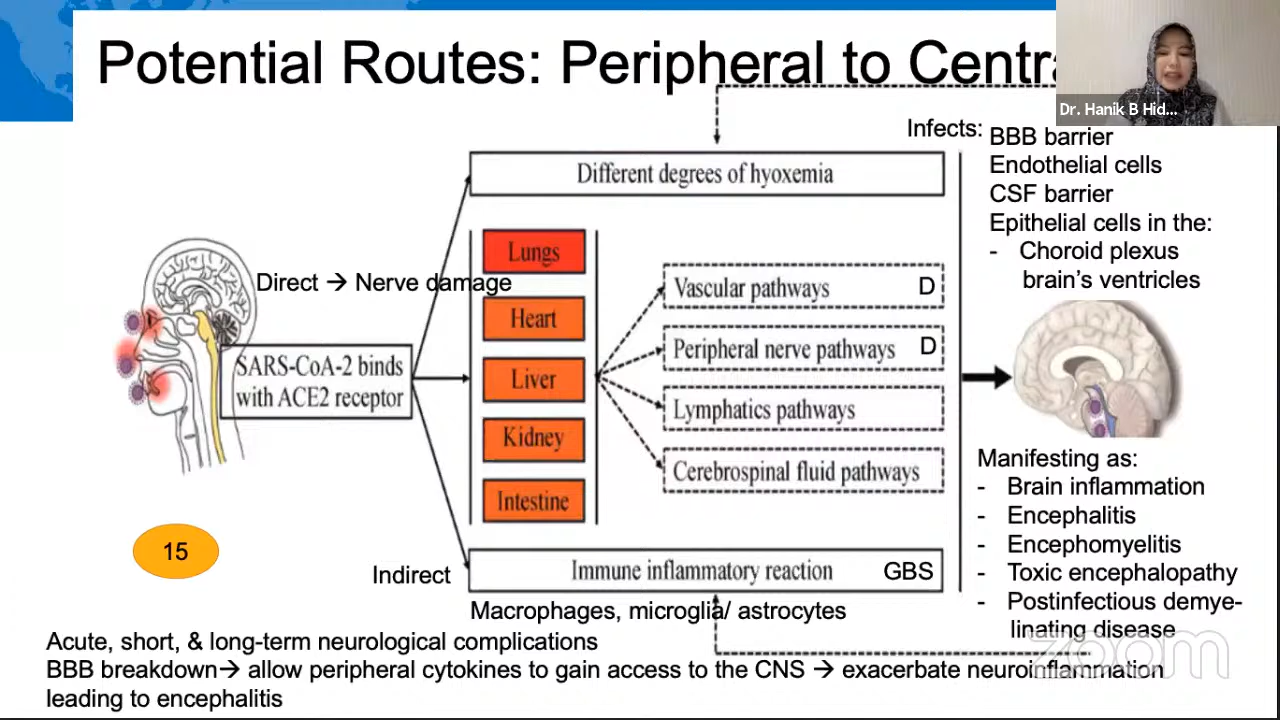 Potential Routes: Peripheral to Centra
Dr. Hanik B Hid...
Infects:
BBB barrier
Endothelial cells
CSF barrier
Epithelial cells in the:
- Choroid plexus
brain's ventricles
Different degrees of hyoxemia
Direct → Nerve damage
SARS-CoA-2 binds
with ACE2 receptor
Lungs
Heart
Liver
Kidney
Intestine
Vascular pathways D
Peripheral nerve pathways D
Lymphatics pathways
Cerebrospinal fluid pathways
Manifesting as:
- Brain inflammation
- Encephalitis
- Encephomyelitis
- Toxic encephalopathy
- Postinfectious demye-
linating disease
15
Indirect
Immune inflammatory reaction GBS
Macrophages, microglia/ astrocytes
Acute, short, & long-term neurological complications
BBB breakdown→ allow peripheral cytokines to gain access to the CNS → exacerbate neuroinflammation
leading to encephalitis
zoom